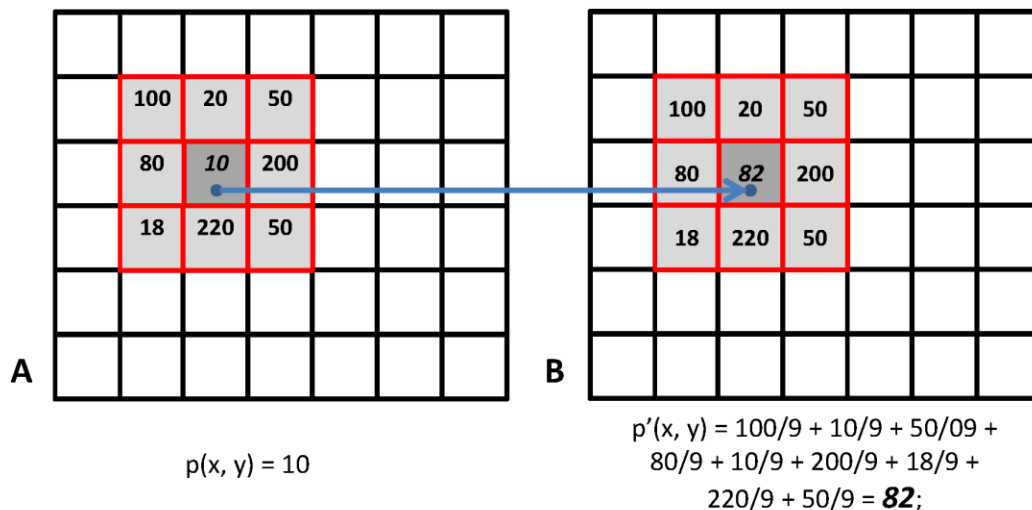 100 20 50
80 10 200
18 220 50
A
p(x, y) = 10
100 20 50
80 82 200
18 220 50
B
p’(x, y) = 100/9 + 10/9 + 50/09 +
80/9 + 10/9 + 200/9 + 18/9 +
220/9 + 50/9 = 82;